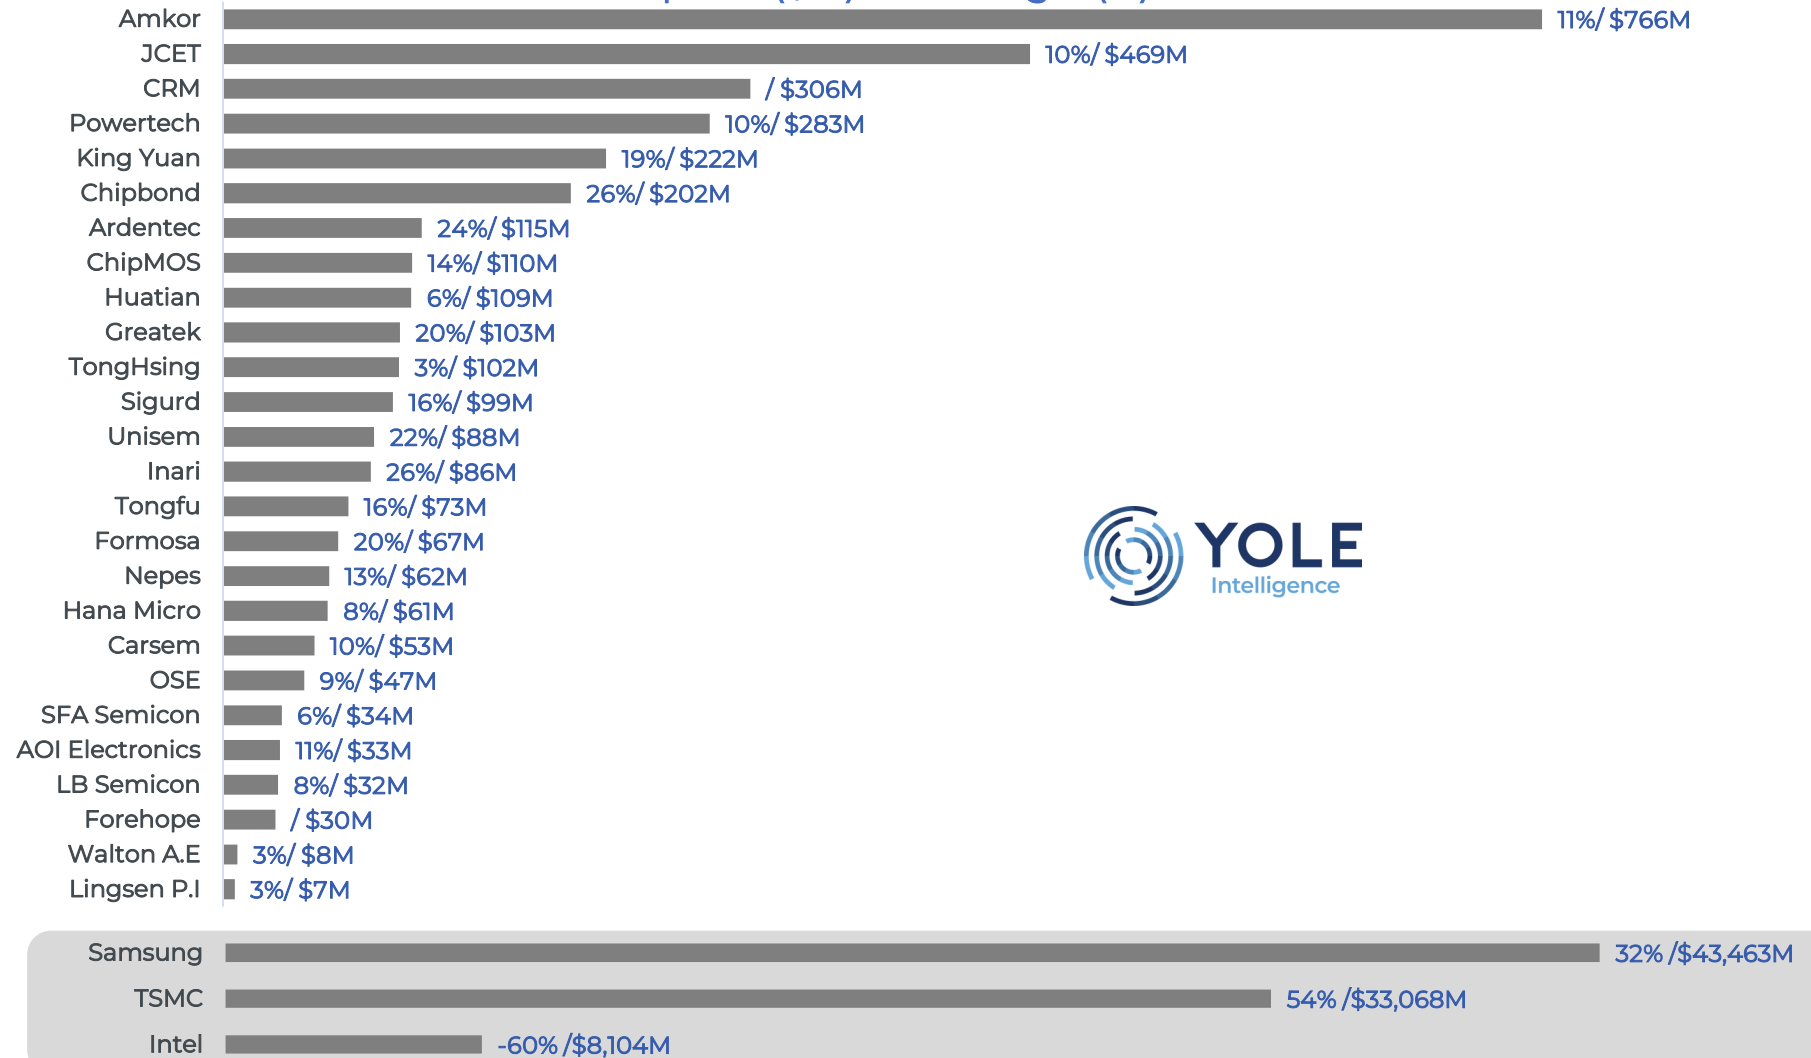 Amkor 11%/ $766M
JCET 10%/ $469M
CRM / $306M
Powertech 10%/ $283M
King Yuan 19%/ $222M
Chipbond 26%/ $202M
Ardentec 24%/ $115M
ChipMOS 14%/ $110M
Huatian 6%/ $109M
Greatek 20%/ $103M
TongHsing 3%/ $102M
Sigurd 16%/ $99M
Unisem 22%/ $88M
Inari 26%/ $86M
Tongfu 16%/ $73M
Formosa 20%/ $67M
Nepes 13%/ $62M
Hana Micro 8%/ $61M
Carsem 10%/ $53M
OSE 9%/ $47M
SFA Semicon 6%/ $34M
AOI Electronics 11%/ $33M
LB Semicon 8%/ $32M
Forehope / $30M
Walton A.E 3%/ $8M
Lingsen P.I 3%/ $7M
YOLE
Intelligence
Samsung 32% /$43,463M
TSMC 54% /$33,068M
Intel -60% /$8,104M